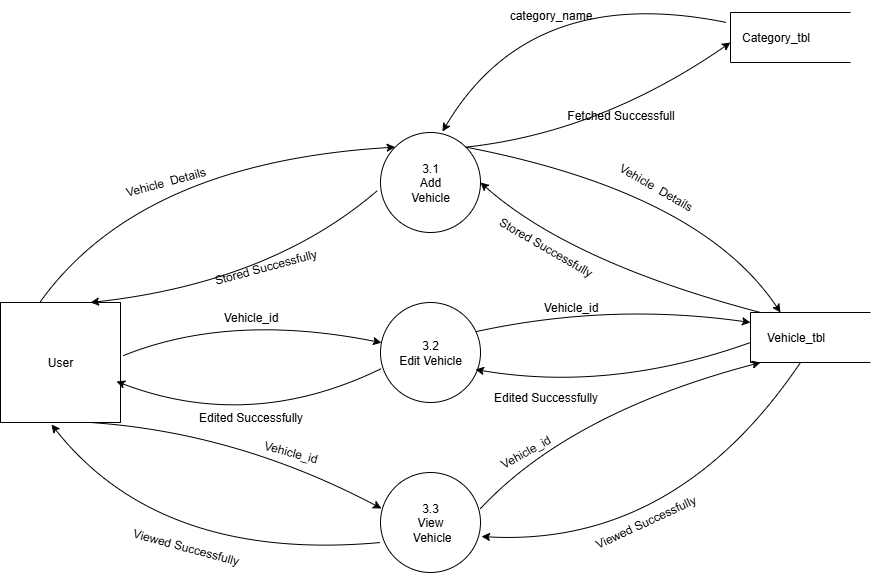 category_name
Category_tbl
Fetched Successfull
3.1
Add
Vehicle
Vehicle Details
Vehicle Details
Stored Successfully
Stored Successfully
Vehicle_id
Vehicle_id
3.2
Edit Vehicle
User
Vehicle_tbl
Edited Successfully
Edited Successfully
Vehicle_id
Vehicle_id
3.3
View
Vehicle
Viewed Successfully
Viewed Successfully